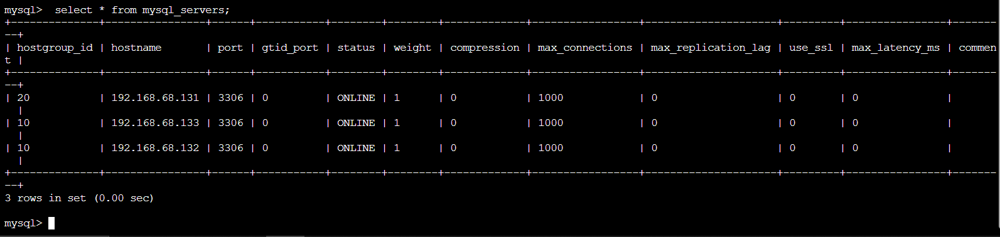 mysql>  select * from mysql_servers;
+--------------+----------------+------+-----------+--------+--------+-------------+-----------------+---------------------+---------+----------------+-------
--+
| hostgroup_id | hostname       | port | gtid_port | status | weight | compression | max_connections | max_replication_lag | use_ssl | max_latency_ms | commen
t |
+--------------+----------------+------+-----------+--------+--------+-------------+-----------------+---------------------+---------+----------------+-------
--+
| 20           | 192.168.68.131 | 3306 | 0         | ONLINE | 1      | 0           | 1000            | 0                   | 0       | 0              |
  |
| 10           | 192.168.68.133 | 3306 | 0         | ONLINE | 1      | 0           | 1000            | 0                   | 0       | 0              |
  |
| 10           | 192.168.68.132 | 3306 | 0         | ONLINE | 1      | 0           | 1000            | 0                   | 0       | 0              |
  |
+--------------+----------------+------+-----------+--------+--------+-------------+-----------------+---------------------+---------+----------------+-------
--+
3 rows in set (0.00 sec)
mysql>